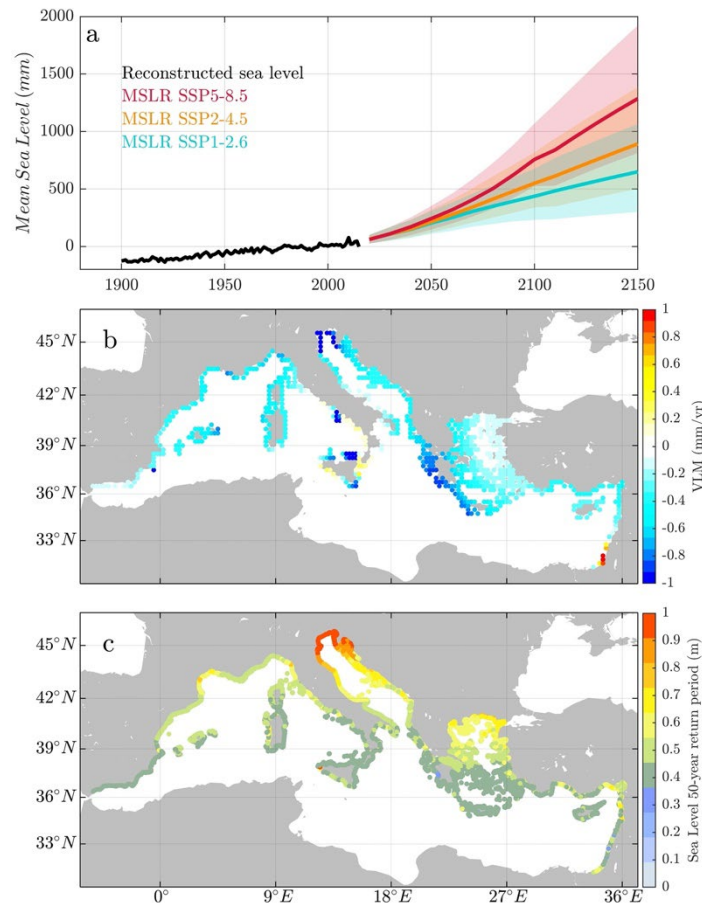 a
2000
1500
1000
500
0
Mean Sea Level (mm)
Reconstructed sea level
MSLR SSP5-8.5
MSLR SSP2-4.5
MSLR SSP1-2.6
1900 1950 2000 2050 2100 2150
b
45°N
42°N
39°N
36°N
33°N
1
0.8
0.6
0.4
0.2
0
-0.2
-0.4
-0.6
-0.8
-1
VLM (mm/yr)
c
45°N
42°N
39°N
36°N
33°N
0° 9°E 18°E 27°E 36°E
1
0.9
0.8
0.7
0.6
0.5
0.4
0.3
0.2
0.1
0
Sea Level 50-year return period (m)